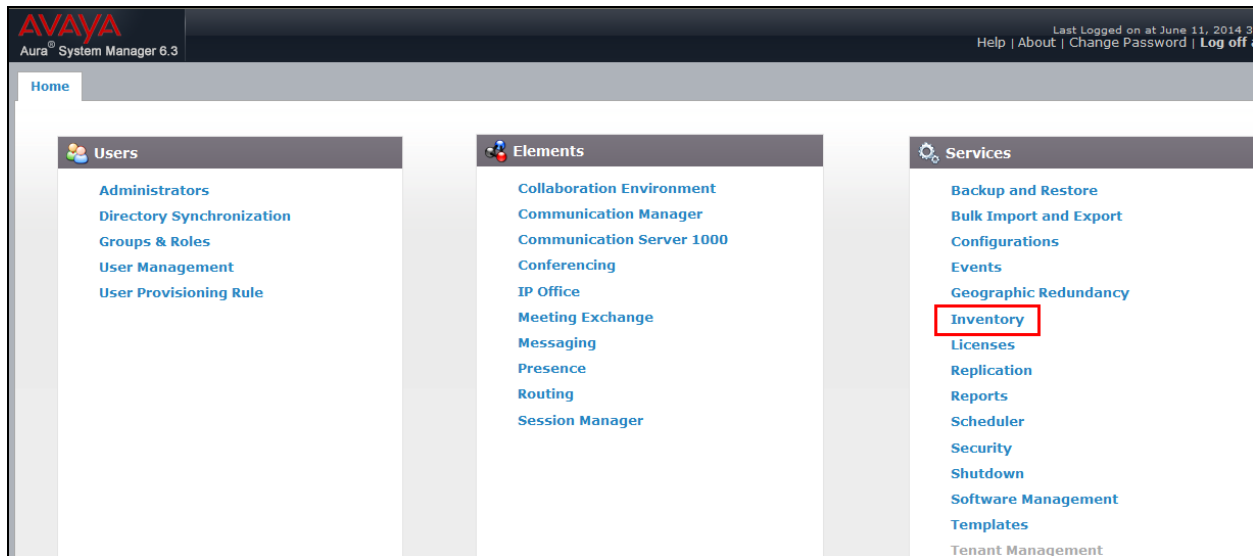 AVAYA
Aura® System Manager 6.3
Last Logged on at June 11, 2014 3
Help | About | Change Password | Log off a
Home
Users
Administrators
Directory Synchronization
Groups & Roles
User Management
User Provisioning Rule
Elements
Collaboration Environment
Communication Manager
Communication Server 1000
Conferencing
IP Office
Meeting Exchange
Messaging
Presence
Routing
Session Manager
Services
Backup and Restore
Bulk Import and Export
Configurations
Events
Geographic Redundancy
Inventory
Licenses
Replication
Reports
Scheduler
Security
Shutdown
Software Management
Templates
Tenant Management